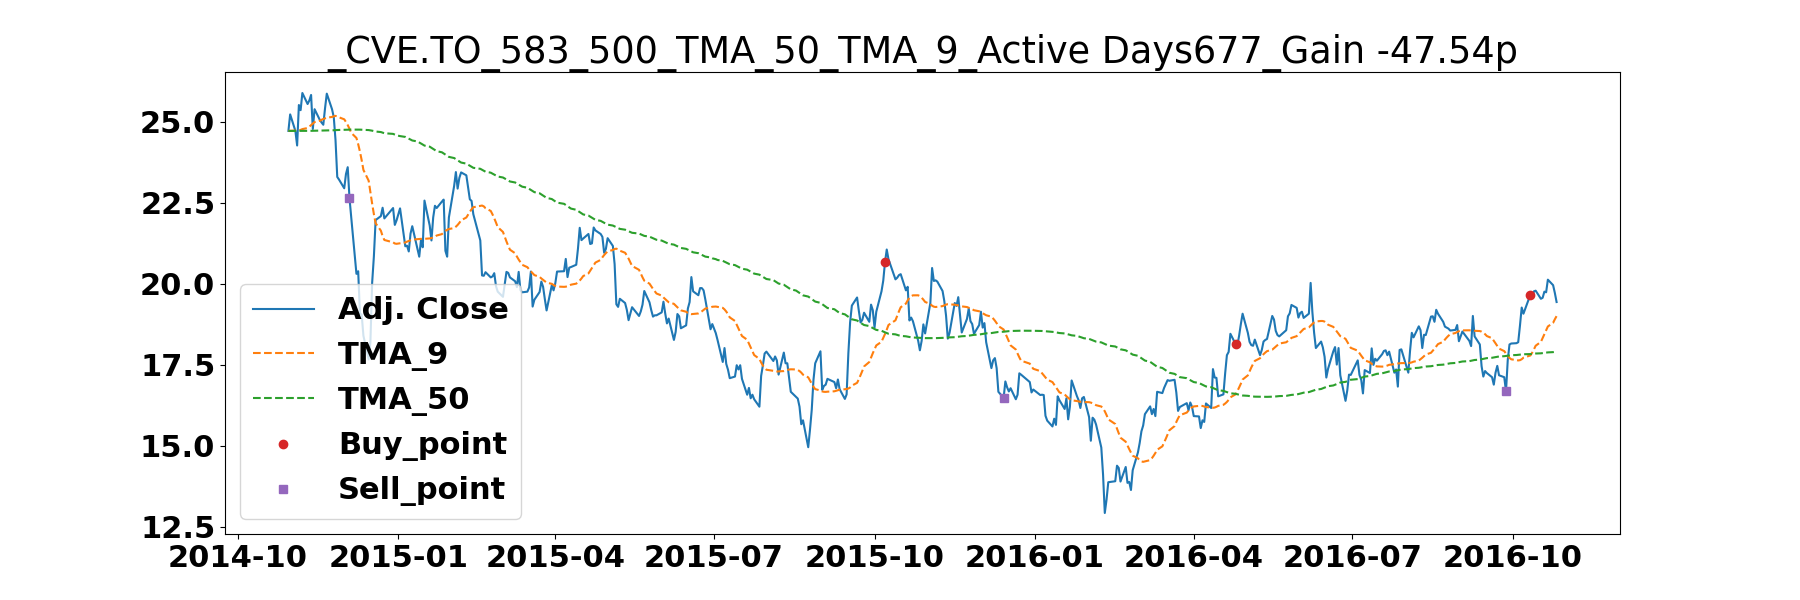 _CVE.TO_583_500_TMA_50_TMA_9_Active Days677_Gain -47.54p
25.0
22.5
20.0
17.5
15.0
12.5
Adj. Close
TMA_9
TMA_50
Buy_point
Sell_point
2014-10 2015-01 2015-04 2015-07 2015-10 2016-01 2016-04 2016-07 2016-10